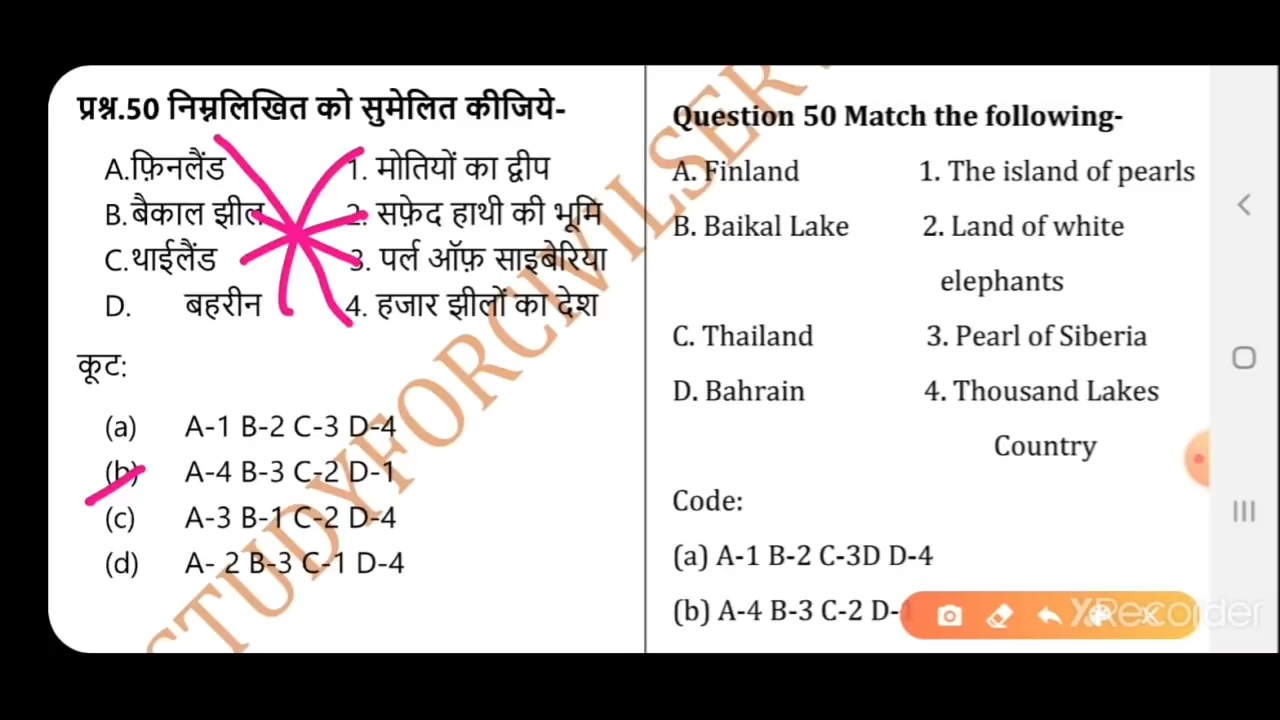 प्रश्न.50 निम्नलिखित को सुमेलित कीजिये-
A.फ़िनलैंड 1. मोतियों का द्वीप
B.बैकाल झील 2. सफ़ेद हाथी की भूमि
C.थाईलैंड 3. पर्ल ऑफ़ साइबेरिया
D. बहरीन 4. हजार झीलों का देश
कूट:
(a) A-1 B-2 C-3 D-4
(b) A-4 B-3 C-2 D-1
(c) A-3 B-1 C-2 D-4
(d) A- 2 B-3 C-1 D-4
Question 50 Match the following-
A. Finland 1. The island of pearls
B. Baikal Lake 2. Land of white
elephants
C. Thailand 3. Pearl of Siberia
D. Bahrain 4. Thousand Lakes
Country
Code:
(a) A-1 B-2 C-3D D-4
(b) A-4 B-3 C-2 D-1
STUDYFORCIVILSERV
XRecorder